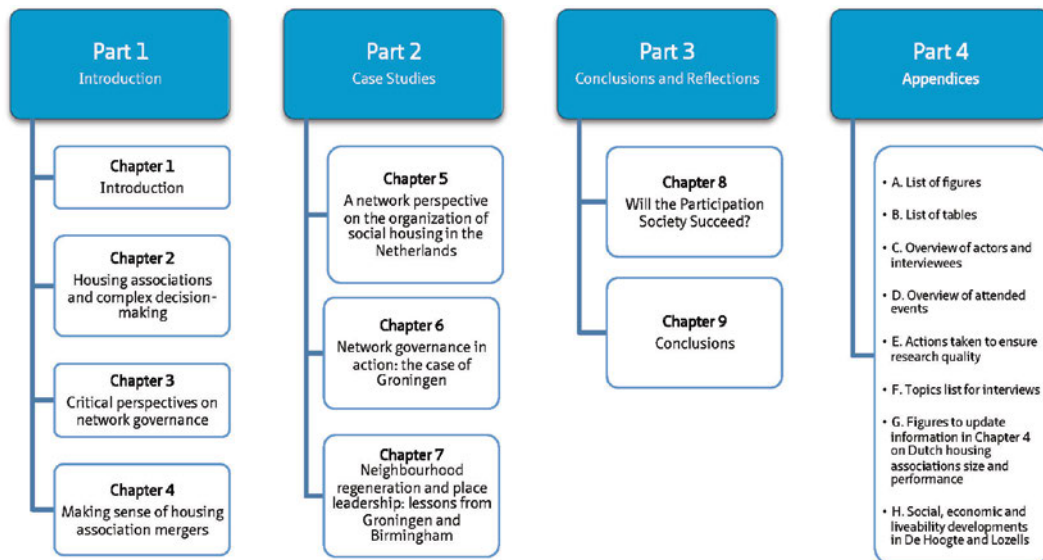 Part 1
Introduction
Chapter 1
Introduction
Chapter 2
Housing associations
and complex decision-
making
Chapter 3
Critical perspectives on
network governance
Chapter 4
Making sense of housing
association mergers
Part 2
Case Studies
Chapter 5
A network perspective
on the organization of
social housing in the
Netherlands
Chapter 6
Network governance in
action: the case of
Groningen
Chapter 7
Neighbourhood
regeneration and place
leadership: lessons from
Groningen and
Birmingham
Part 3
Conclusions and Reflections
Chapter 8
Will the Participation
Society Succeed?
Chapter 9
Conclusions
Part 4
Appendices
• A. List of figures
• B. List of tables
• C. Overview of actors and
interviewees
• D. Overview of attended
events
• E. Actions taken to ensure
research quality
• F. Topics list for interviews
• G. Figures to update
information in Chapter 4
on Dutch housing
associations size and
performance
• H. Social, economic and
liveability developments
in De Hoogte and Lozells